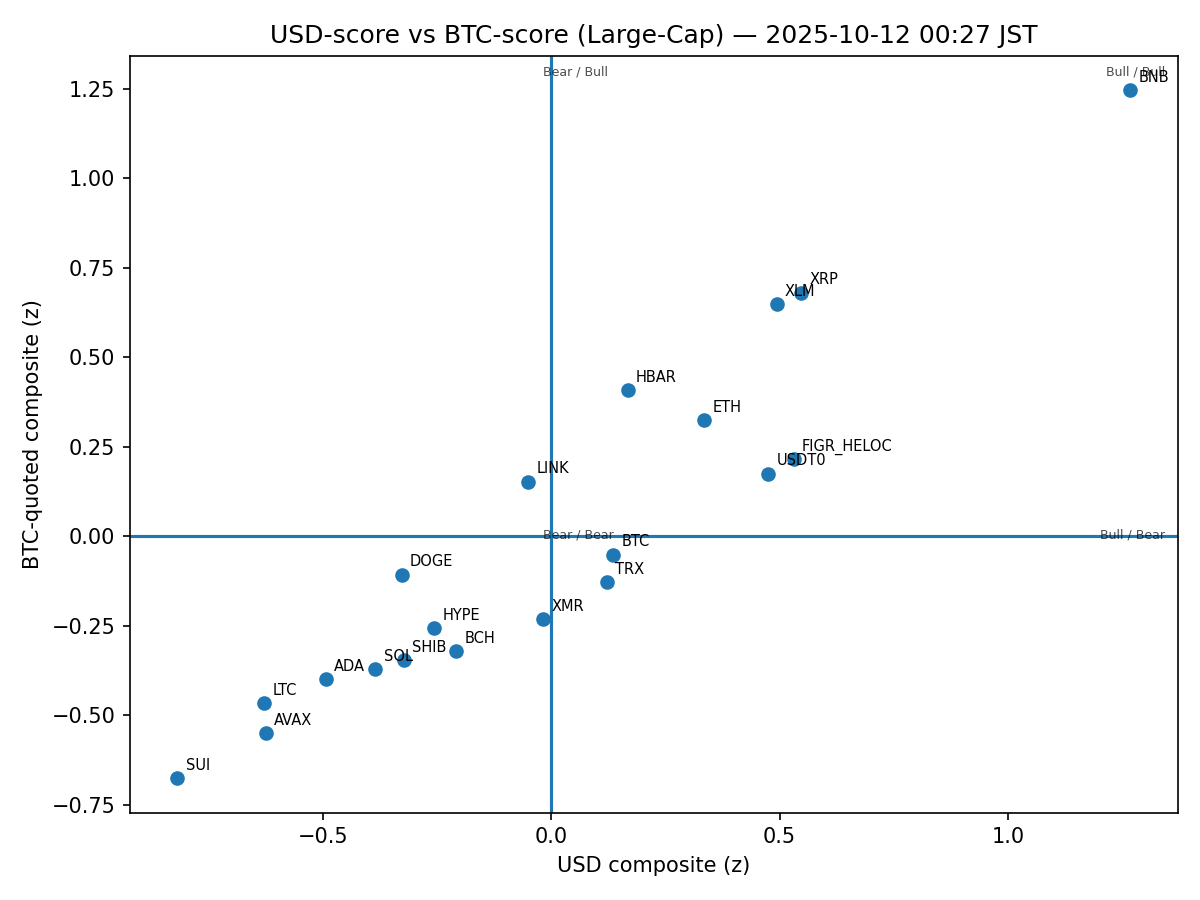 USD-score vs BTC-score (Large-Cap) — 2025-10-12 00:27 JST
Bear / Bull
Bull / Bull
BNB
1.25
1.00
0.75
0.50
0.25
0.00
−0.25
−0.50
−0.75
BTC-quoted composite (z)
XRP
XLM
HBAR
ETH
FIGR_HELOC
USDT0
LINK
Bear / Bear
Bull / Bear
BTC
DOGE
TRX
XMR
HYPE
BCH
SHIB
SOL
ADA
LTC
AVAX
SUI
−0.5
0.0
0.5
1.0
USD composite (z)